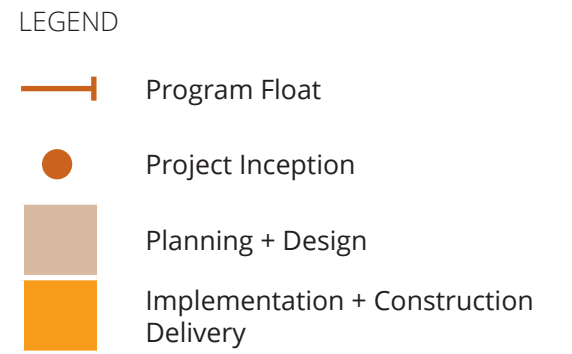 LEGEND
Program Float
Project Inception
Planning + Design
Implementation + Construction
Delivery